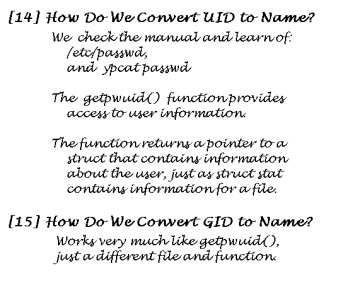 [14] How Do We Convert UID to Name?
We check the manual and learn of:
/etc/passwd,
and ypcat passwd
The getpwuid() function provides
access to user information.
The function returns a pointer to a
struct that contains information
about the user, just as struct stat
contains information for a file.
[15] How Do We Convert GID to Name?
Works very much like getpwuid(),
just a different file and function.